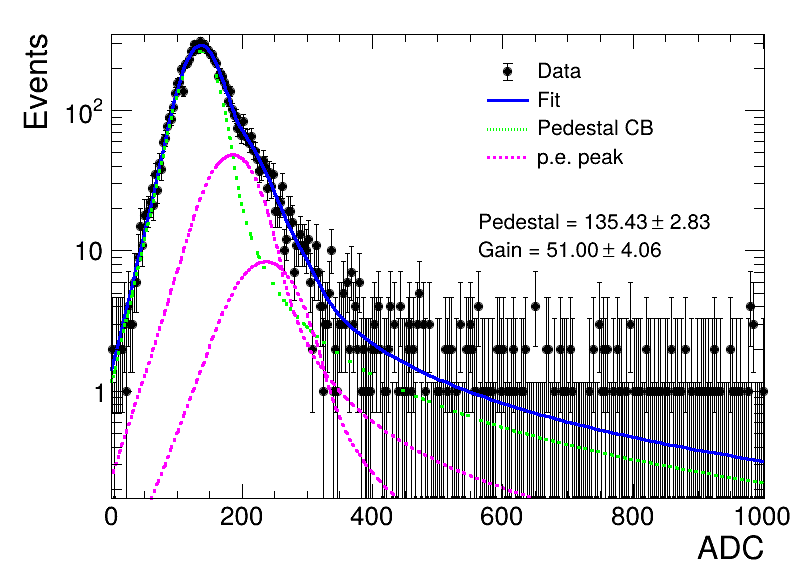 Events
10²
10
1
Data
Fit
Pedestal CB
p.e. peak
Pedestal = 135.43 ± 2.83
Gain = 51.00 ± 4.06
0 200 400 600 800 1000
ADC